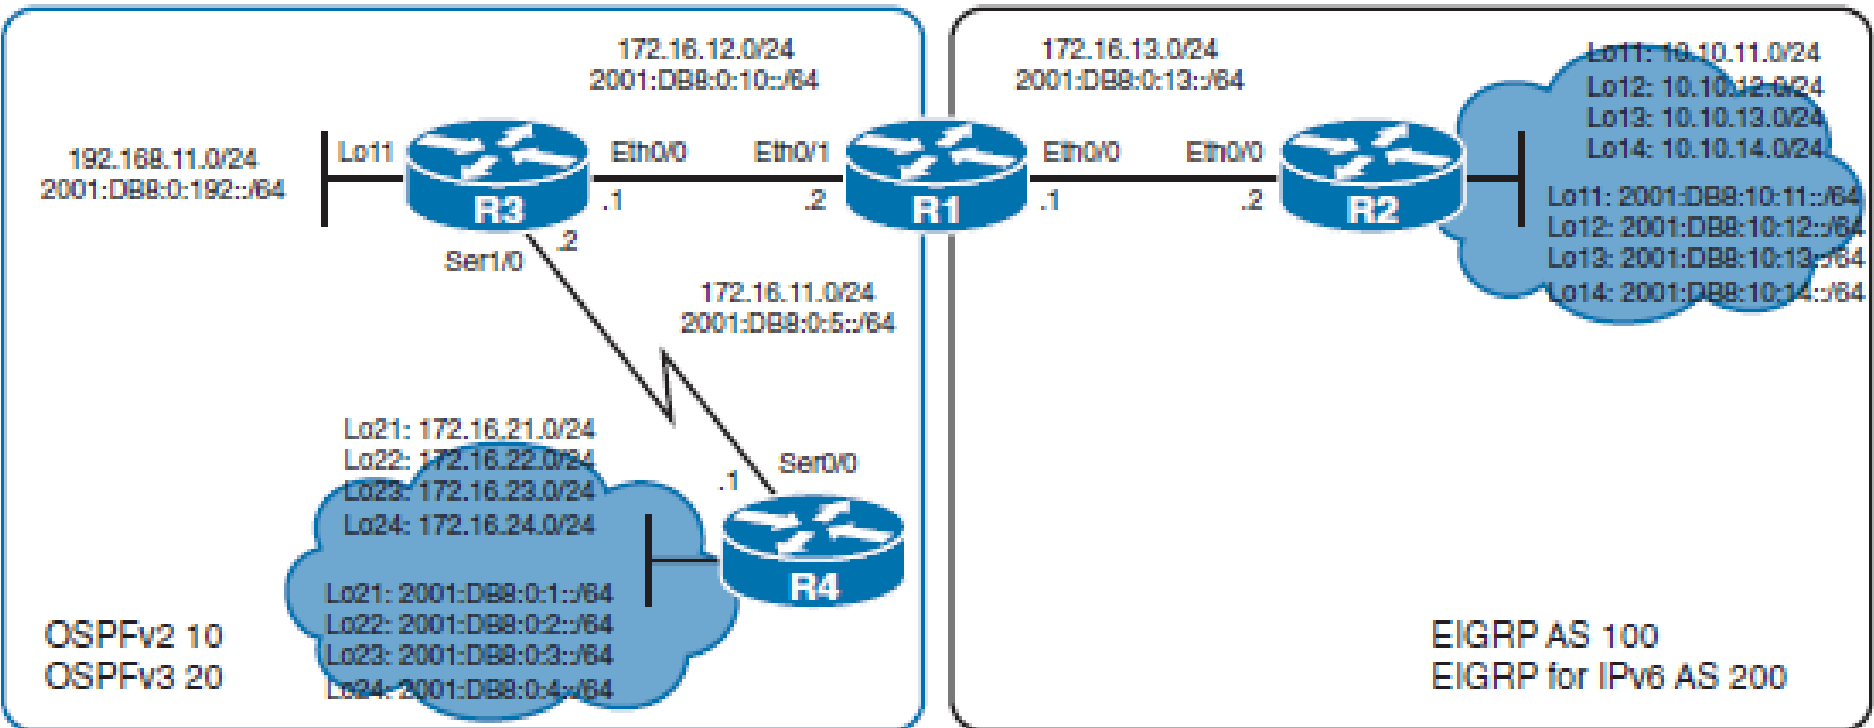 172.16.12.0/24
2001:DB8:0:10::/64
172.16.13.0/24
2001:DB8:0:13::/64
Lo11: 10.10.11.0/24
Lo12: 10.10.12.0/24
Lo13: 10.10.13.0/24
Lo14: 10.10.14.0/24
192.168.11.0/24
2001:DB8:0:192::/64
Lo11
Eth0/0
Eth0/1
Eth0/0
Eth0/0
R3
.1
.2
R1
.1
.2
R2
Lo11: 2001:DB8:10:11::/64
Lo12: 2001:DB8:10:12::/64
Lo13: 2001:DB8:10:13::/64
Lo14: 2001:DB8:10:14::/64
Ser1/0
.2
172.16.11.0/24
2001:DB8:0:5::/64
Lo21: 172.16.21.0/24
Lo22: 172.16.22.0/24
Lo23: 172.16.23.0/24
Lo24: 172.16.24.0/24
.1
Ser0/0
R4
Lo21: 2001:DB8:0:1::/64
Lo22: 2001:DB8:0:2::/64
Lo23: 2001:DB8:0:3::/64
Lo24: 2001:DB8:0:4::/64
OSPFv2 10
OSPFv3 20
EIGRP AS 100
EIGRP for IPv6 AS 200